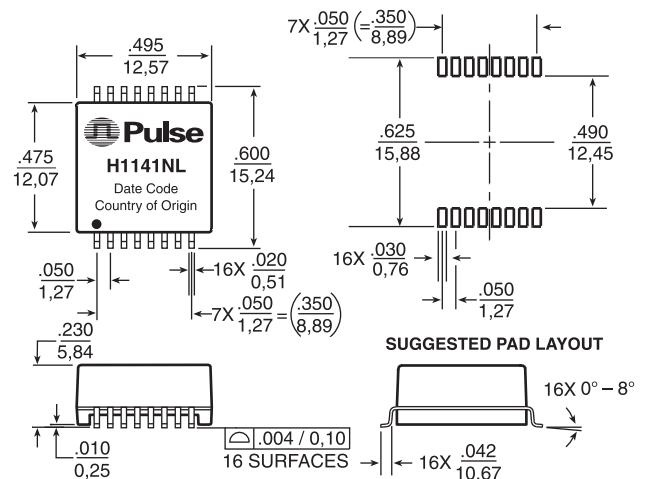 .495
12,57
Pulse
H1141NL
Date Code
Country of Origin
.475
12,07
.600
15,24
.050
1,27
16X .020
0,51
7X .050 = (.350)
1,27 (8,89)
7X .050 (= .350)
1,27 (8,89)
.625
15,88
.490
12,45
16X .030
0,76
.050
1,27
SUGGESTED PAD LAYOUT
.230
5,84
.010
0,25
.004 / 0,10
16 SURFACES
16X 0° – 8°
16X .042
10,67